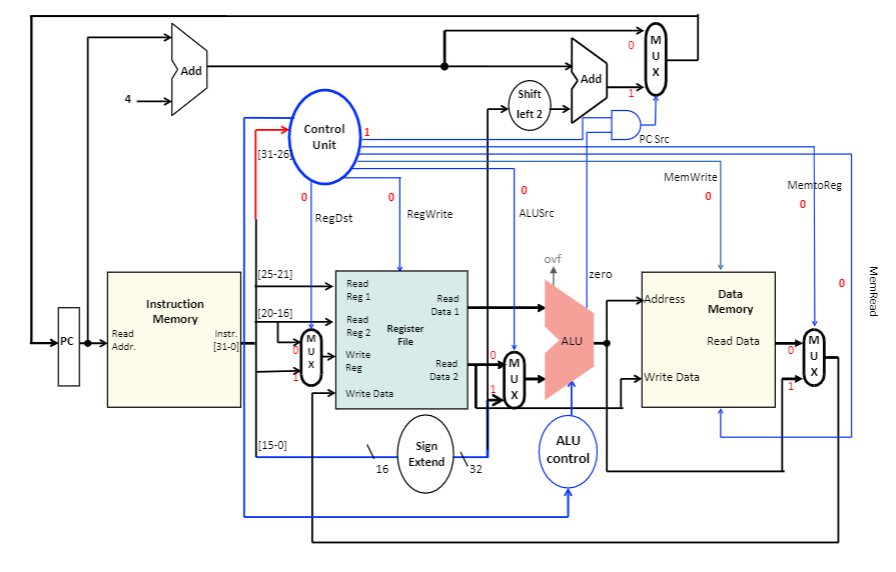 M
U
X
0
1
Add
Add
4
Shift
left 2
Control
Unit
1
PC Src
[31-26]
MemWrite
0
MemtoReg
0
0
RegDst
0
RegWrite
0
ALUSrc
MemRead
0
[25-21]
[20-16]
ovf
zero
PC
Instruction
Memory
Read
Addr.
Instr.
[31-0]
Read
Reg 1
Read
Reg 2
Write
Reg
Write Data
Register
File
Read
Data 1
Read
Data 2
M
U
X
0
1
M
U
X
0
1
ALU
Data
Memory
Address
Read Data
Write Data
M
U
X
0
1
[15-0]
16
Sign
Extend
32
ALU
control